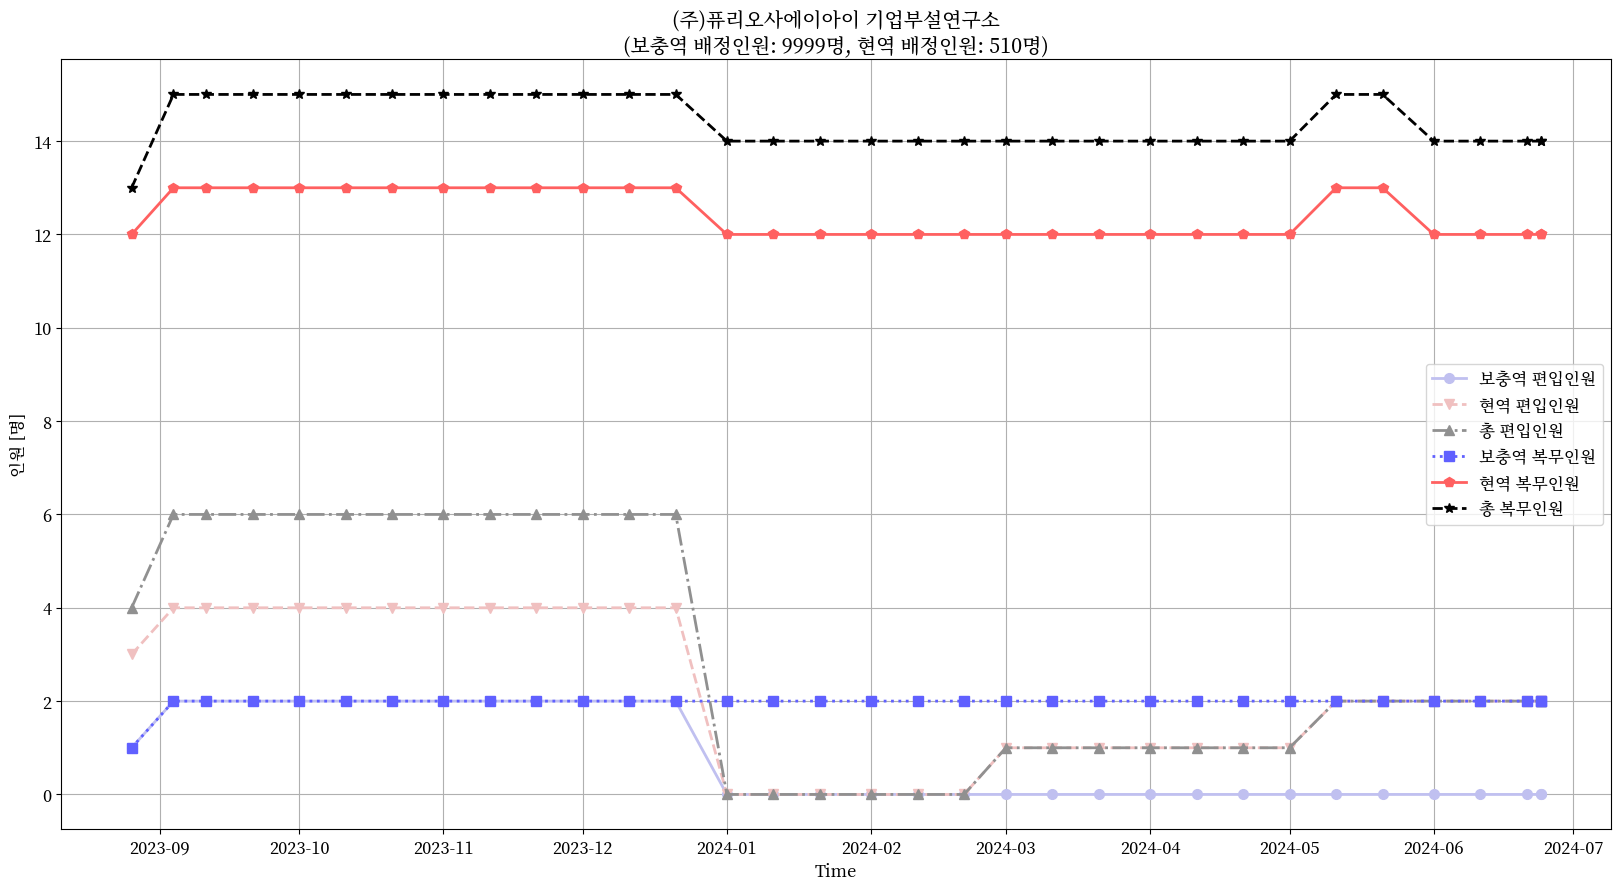 (주)퓨리오사에이아이 기업부설연구소
(보충역 배정인원: 9999명, 현역 배정인원: 510명)
인원 [명]
14
12
10
8
6
4
2
0
보충역 편입인원
현역 편입인원
총 편입인원
보충역 복무인원
현역 복무인원
총 복무인원
2023-09 2023-10 2023-11 2023-12 2024-01 2024-02 2024-03 2024-04 2024-05 2024-06 2024-07
Time